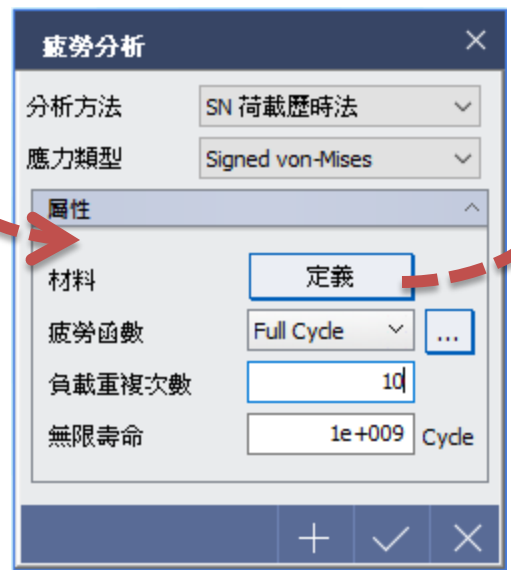 疲勞分析
分析方法 SN 荷載歷時法
應力類型 Signed von-Mises
屬性
材料 定義
疲勞函數 Full Cycle ...
負載重複次數 10
無限壽命 1e+009 Cycle